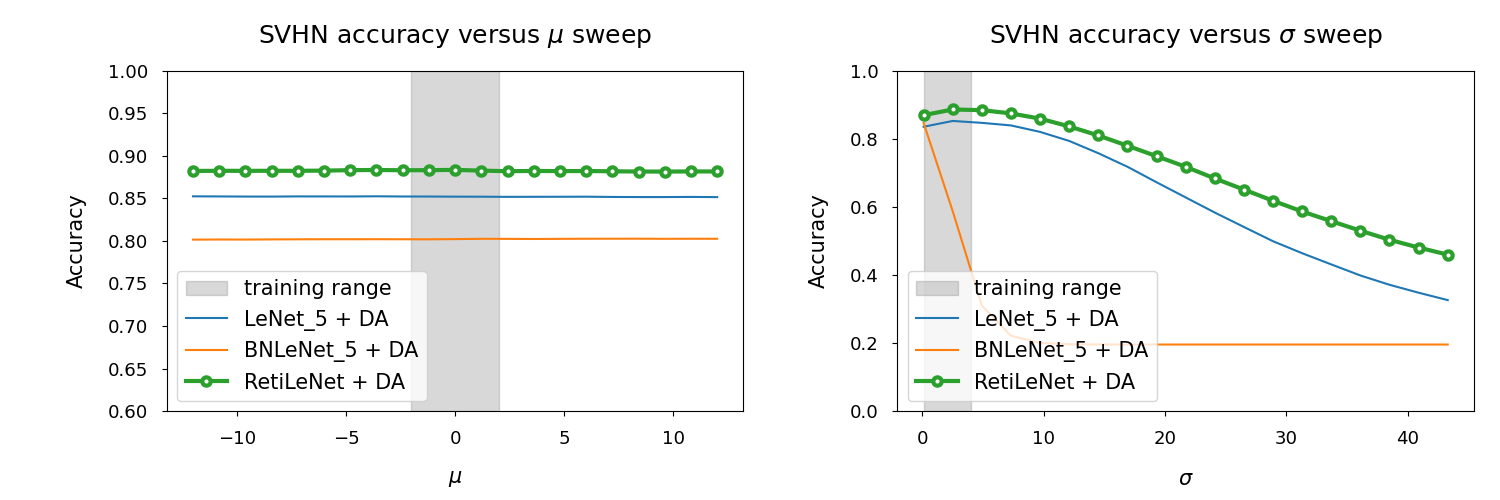 SVHN accuracy versus μ sweep
1.00
0.95
0.90
0.85
0.80
0.75
0.70
0.65
0.60
Accuracy
training range
LeNet_5 + DA
BNLeNet_5 + DA
RetiLeNet + DA
−10
−5
0
5
10
μ
SVHN accuracy versus σ sweep
1.0
0.8
0.6
0.4
0.2
0.0
Accuracy
training range
LeNet_5 + DA
BNLeNet_5 + DA
RetiLeNet + DA
0
10
20
30
40
σ